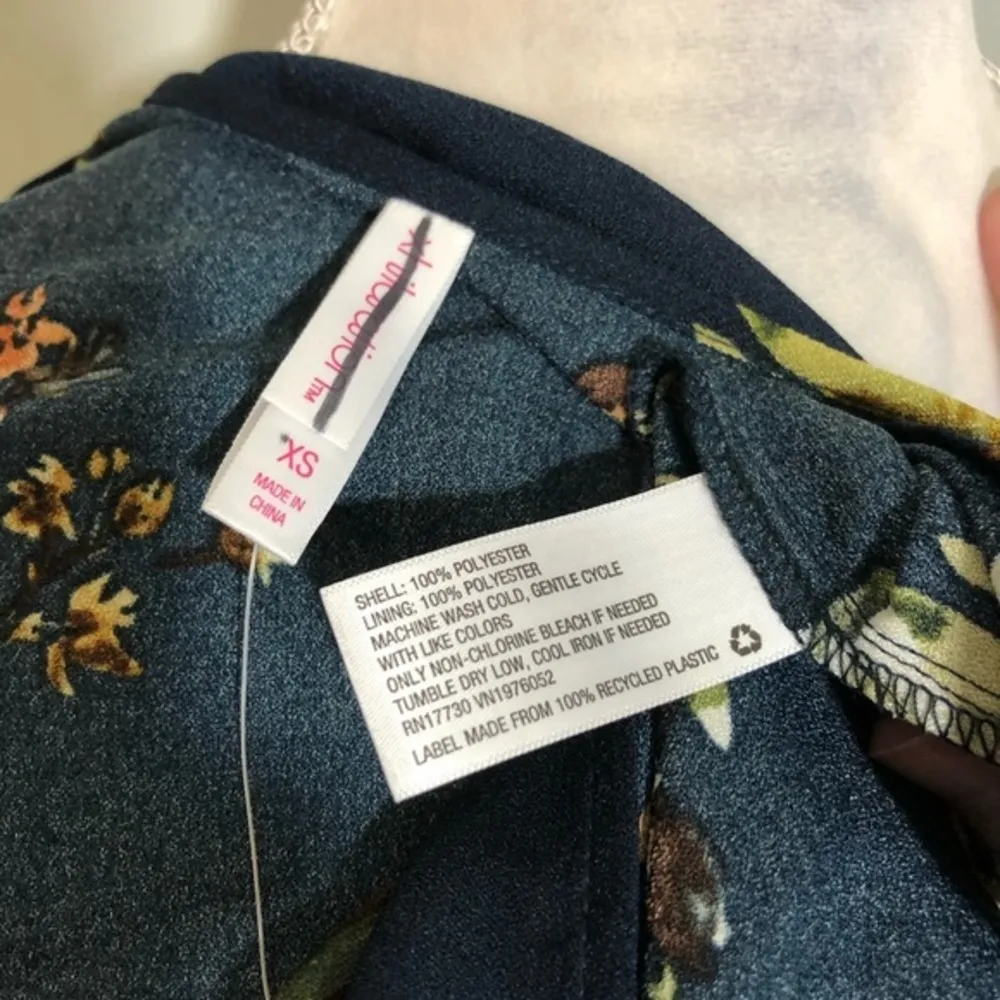 xhilaration™
XS
MADE IN
CHINA
SHELL: 100% POLYESTER
LINING: 100% POLYESTER
MACHINE WASH COLD, GENTLE CYCLE
WITH LIKE COLORS
ONLY NON-CHLORINE BLEACH IF NEEDED
TUMBLE DRY LOW, COOL IRON IF NEEDED
RN17730 VN1976052
LABEL MADE FROM 100% RECYCLED PLASTIC